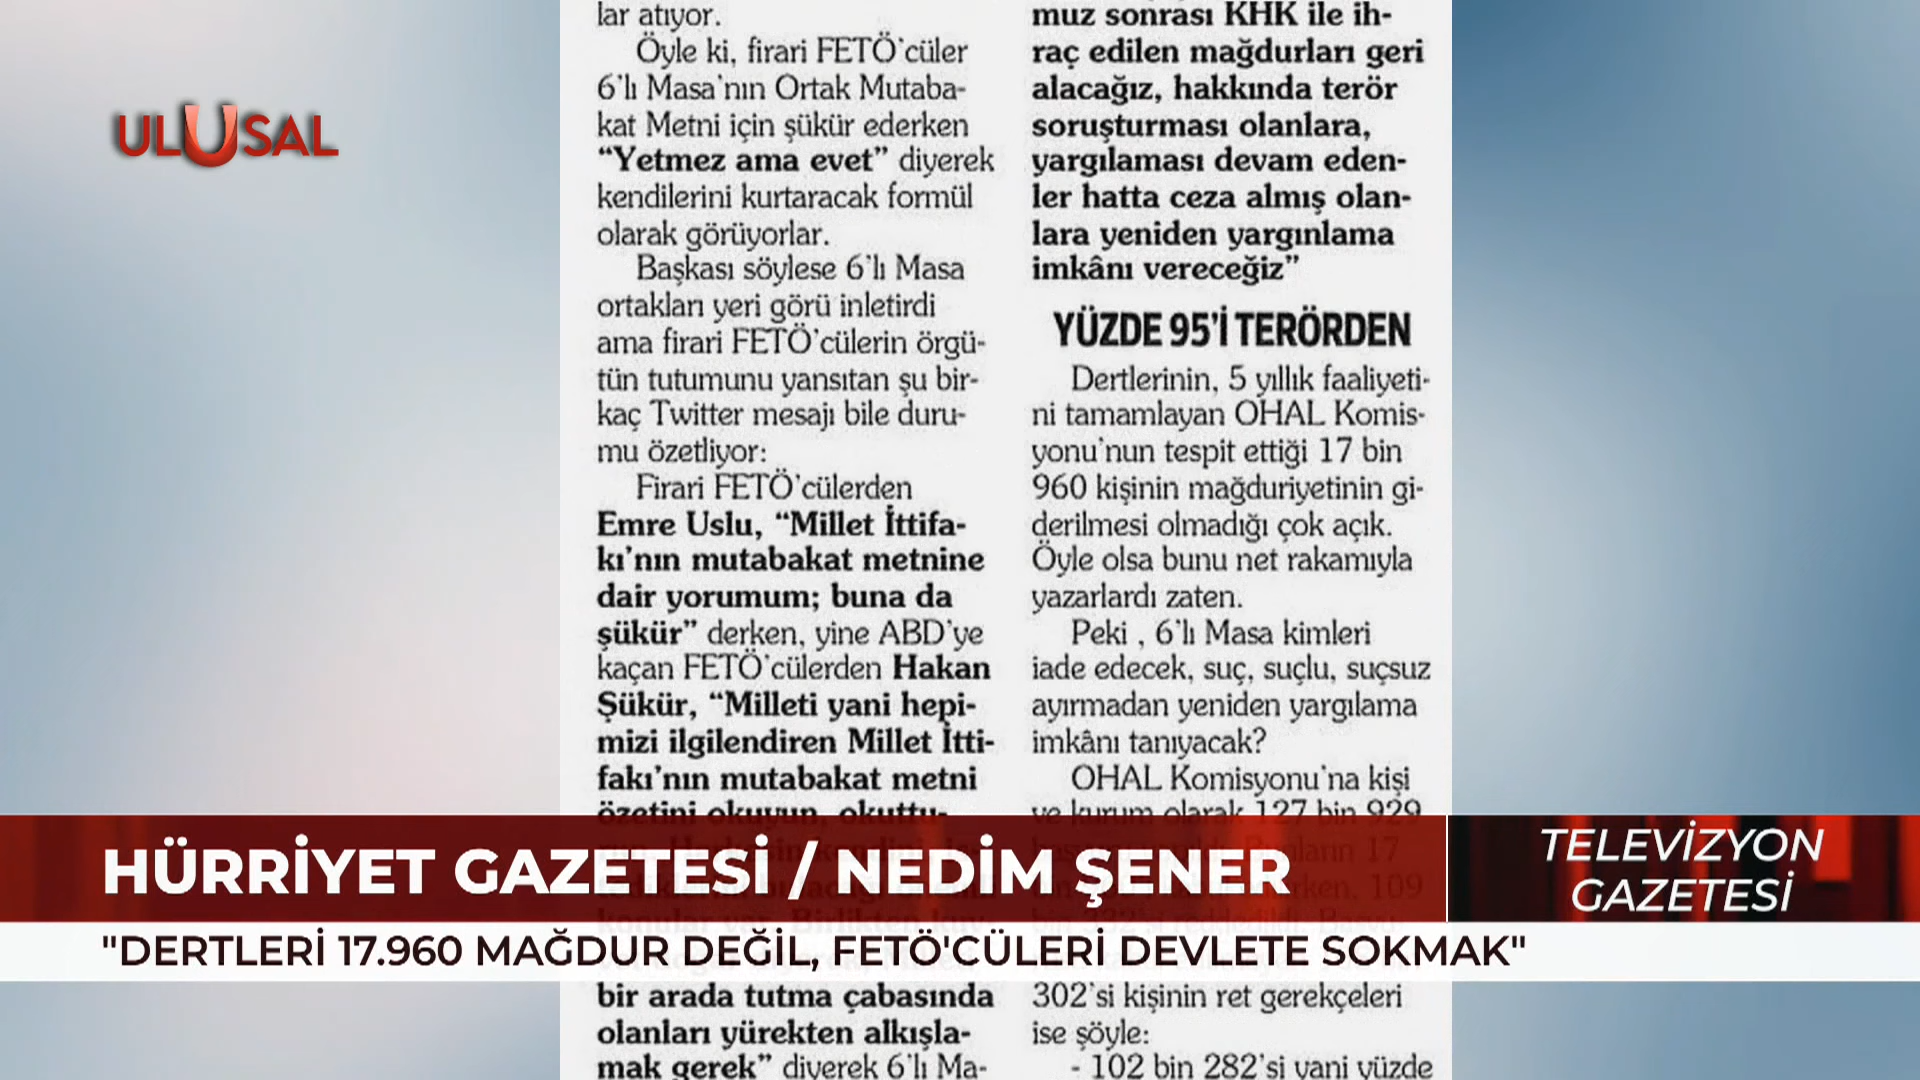 ULUSAL
lar atıyor.
Öyle ki, firari FETÖ'cüler
6'lı Masa'nın Ortak Mutaba-
kat Metni için şükür ederken
“Yetmez ama evet” diyerek
kendilerini kurtaracak formül
olarak görüyorlar.
Başkası söylese 6'lı Masa
ortakları yeri görü inletirdi
ama firari FETÖ'cülerin örgü-
tün tutumunu yansıtan şu bir-
kaç Twitter mesajı bile duru-
mu özetliyor:
Firari FETÖ'cülerden
Emre Uslu, “Millet İttifa-
kı'nın mutabakat metnine
dair yorumum; buna da
şükür” derken, yine ABD'ye
kaçan FETÖ'cülerden Hakan
Şükür, “Milleti yani hepi-
mizi ilgilendiren Millet İtti-
fakı'nın mutabakat metni
özetini okuyun, okuttu-
bir arada tutma çabasında
olanları yürekten alkışla-
mak gerek” diyerek 6'lı Ma-
muz sonrası KHK ile ih-
raç edilen mağdurları geri
alacağız, hakkında terör
soruşturması olanlara,
yargılaması devam eden-
ler hatta ceza almış olan-
lara yeniden yargınlama
imkânı vereceğiz”
YÜZDE 95'İ TERÖRDEN
Dertlerinin, 5 yıllık faaliyeti-
ni tamamlayan OHAL Komis-
yonu'nun tespit ettiği 17 bin
960 kişinin mağduriyetinin gi-
derilmesi olmadığı çok açık.
Öyle olsa bunu net rakamıyla
yazarlardı zaten.
Peki , 6'lı Masa kimleri
iade edecek, suç, suçlu, suçsuz
ayırmadan yeniden yargılama
imkânı tanıyacak?
OHAL Komisyonu'na kişi
ve kurum olarak 127 bin 929
302'si kişinin ret gerekçeleri
ise şöyle:
- 102 bin 282'si yani yüzde
HÜRRİYET GAZETESİ / NEDİM ŞENER
TELEVİZYON
GAZETESİ
"DERTLERİ 17.960 MAĞDUR DEĞİL, FETÖ'CÜLERİ DEVLETE SOKMAK"